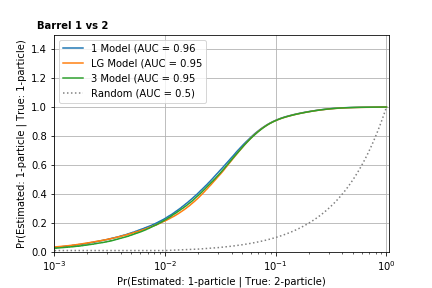 Barrel 1 vs 2
Pr(Estimated: 1-particle | True: 1-particle)
1.4
1.2
1.0
0.8
0.6
0.4
0.2
0.0
1 Model (AUC = 0.96
LG Model (AUC = 0.95
3 Model (AUC = 0.95
Random (AUC = 0.5)
10⁻³
10⁻²
10⁻¹
10⁰
Pr(Estimated: 1-particle | True: 2-particle)